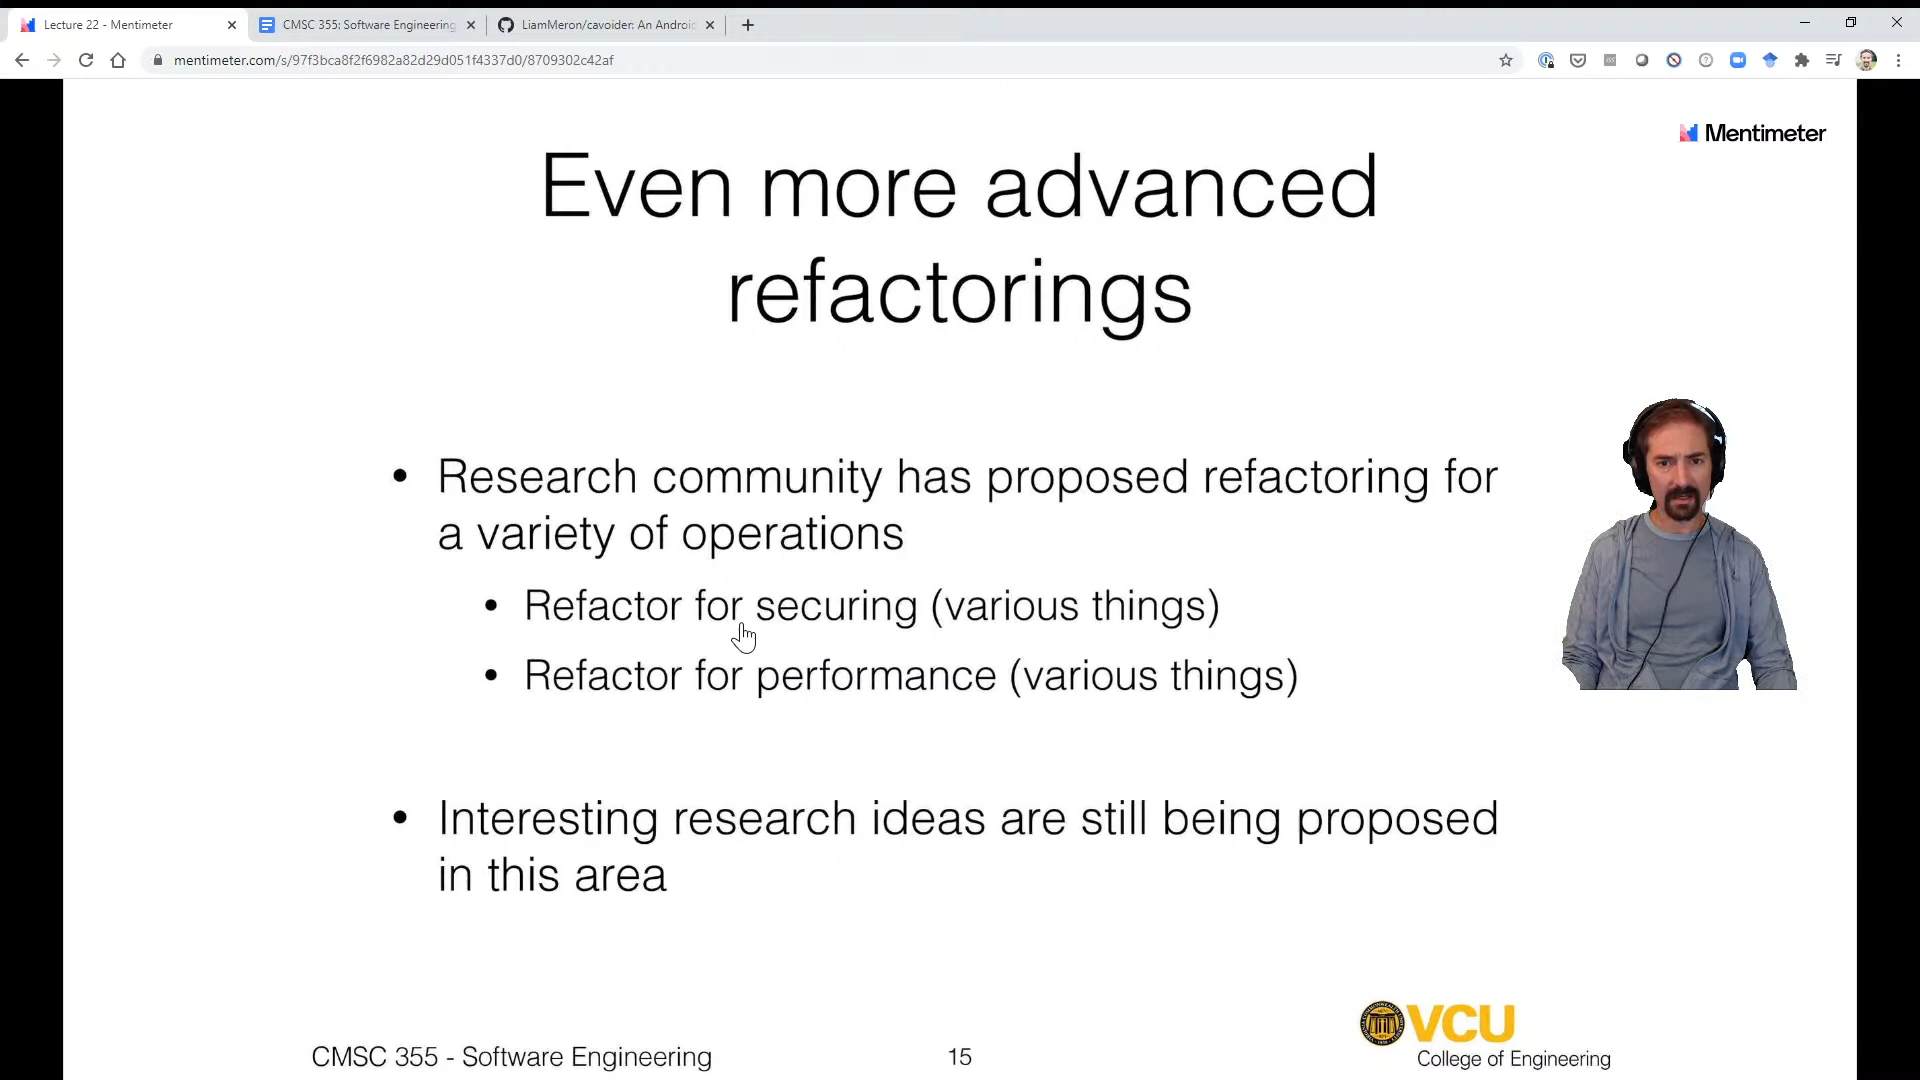 Lecture 22 - Mentimeter
CMSC 355: Software Engineering
LiamMeron/cavoider: An Androi
mentimeter.com/s/97f3bca8f2f6982a82d29d051f4337d0/8709302c42af
Mentimeter
Even more advanced
refactorings
• Research community has proposed refactoring for
a variety of operations
• Refactor for securing (various things)
• Refactor for performance (various things)
• Interesting research ideas are still being proposed
in this area
VCU
College of Engineering
CMSC 355 - Software Engineering
15